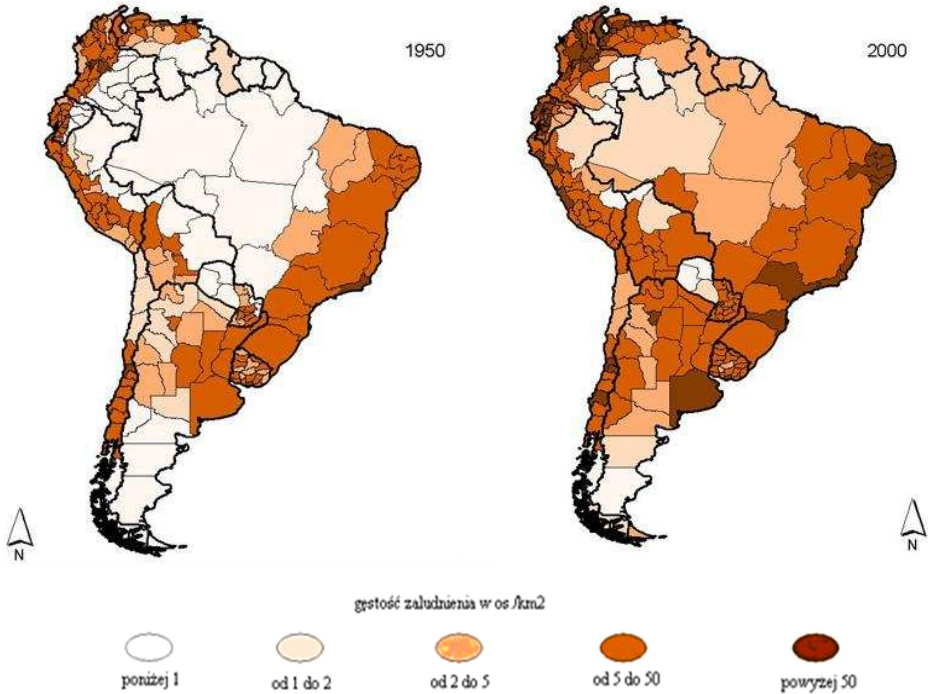 1950
2000
N
N
gęstość zaludnienia w os /km2
poniżej 1
od 1 do 2
od 2 do 5
od 5 do 50
powyzej 50